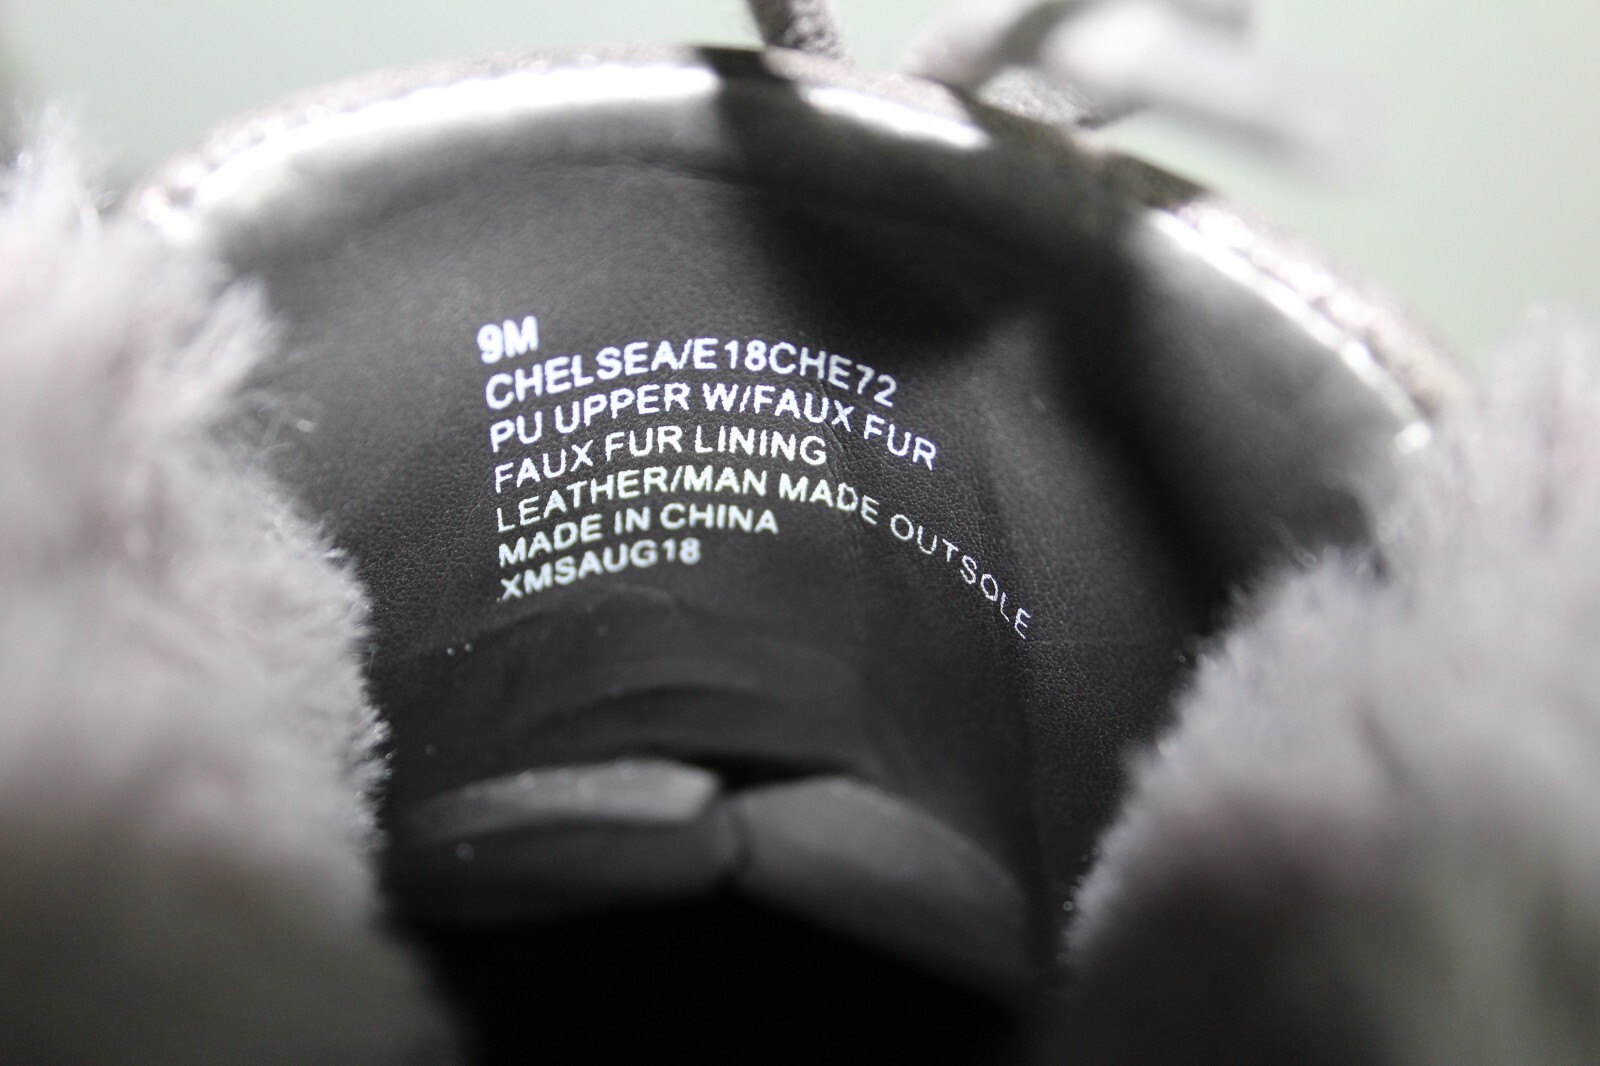 9M
CHELSEA/E18CHE72
PU UPPER W/FAUX FUR
FAUX FUR LINING
LEATHER/MAN MADE OUTSOLE
MADE IN CHINA
XMSAUG18